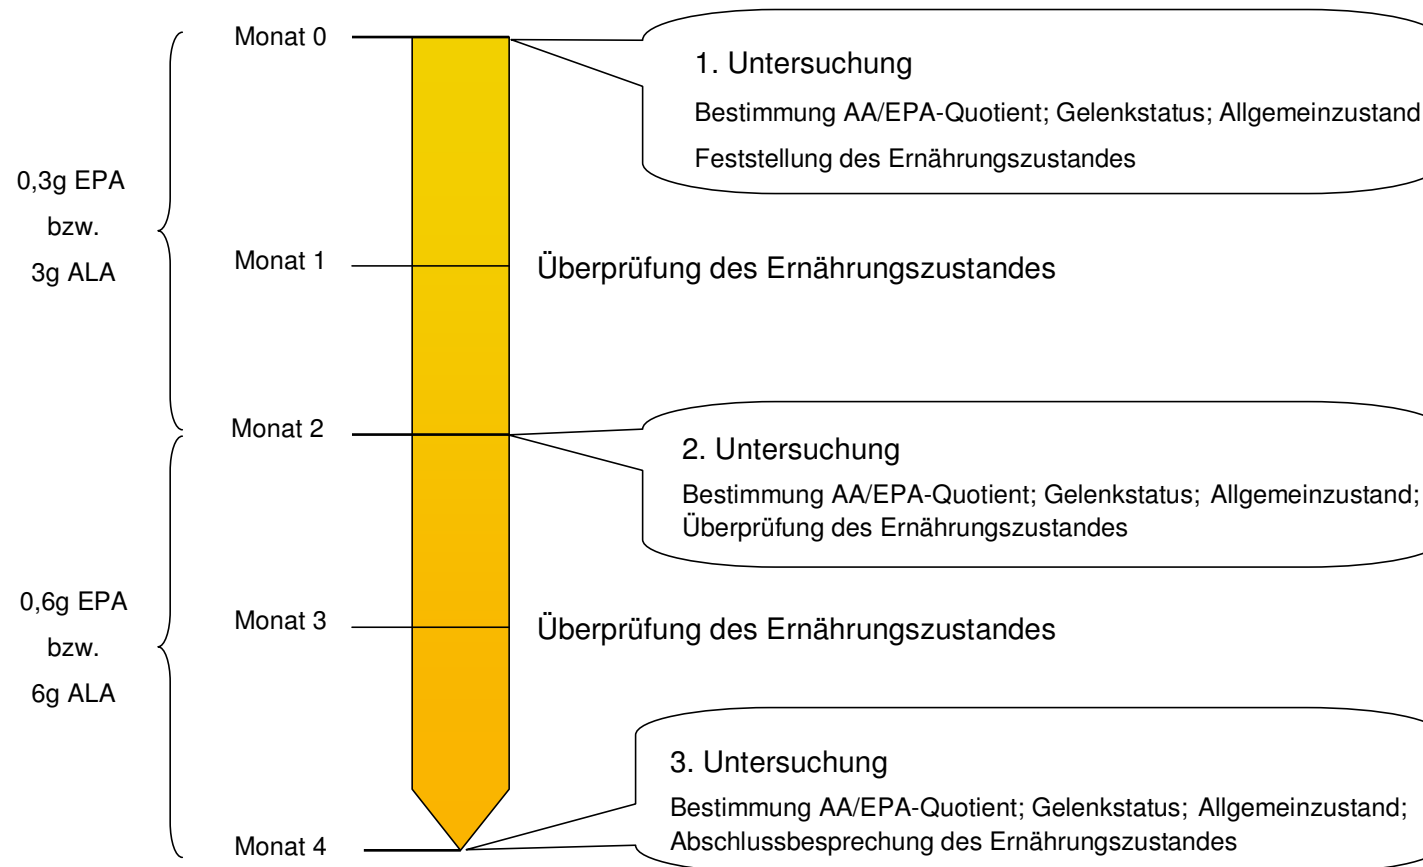 Monat 0
1. Untersuchung
Bestimmung AA/EPA-Quotient; Gelenkstatus; Allgemeinzustand
Feststellung des Ernährungszustandes
0,3g EPA
bzw.
3g ALA
Monat 1
Überprüfung des Ernährungszustandes
Monat 2
2. Untersuchung
Bestimmung AA/EPA-Quotient; Gelenkstatus; Allgemeinzustand;
Überprüfung des Ernährungszustandes
0,6g EPA
bzw.
6g ALA
Monat 3
Überprüfung des Ernährungszustandes
3. Untersuchung
Bestimmung AA/EPA-Quotient; Gelenkstatus; Allgemeinzustand;
Abschlussbesprechung des Ernährungszustandes
Monat 4